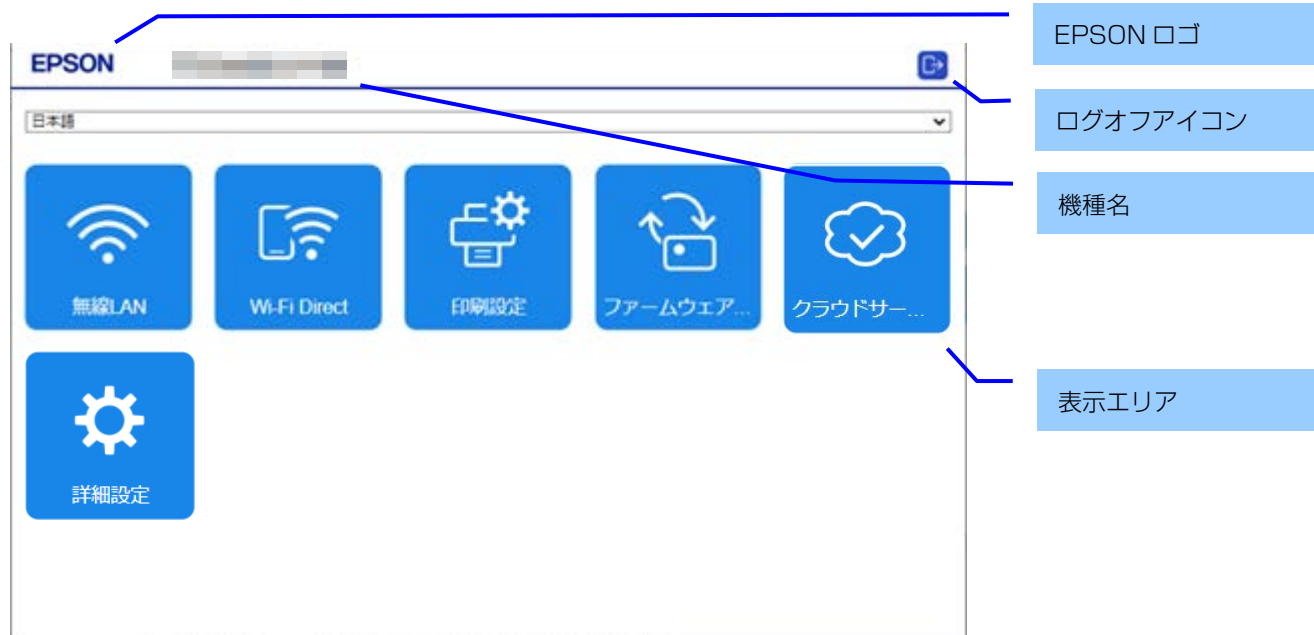 EPSON ロゴ
EPSON
ログオフアイコン
日本語
機種名
無線LAN
Wi-Fi Direct
印刷設定
ファームウェア...
クラウドサー...
表示エリア
詳細設定